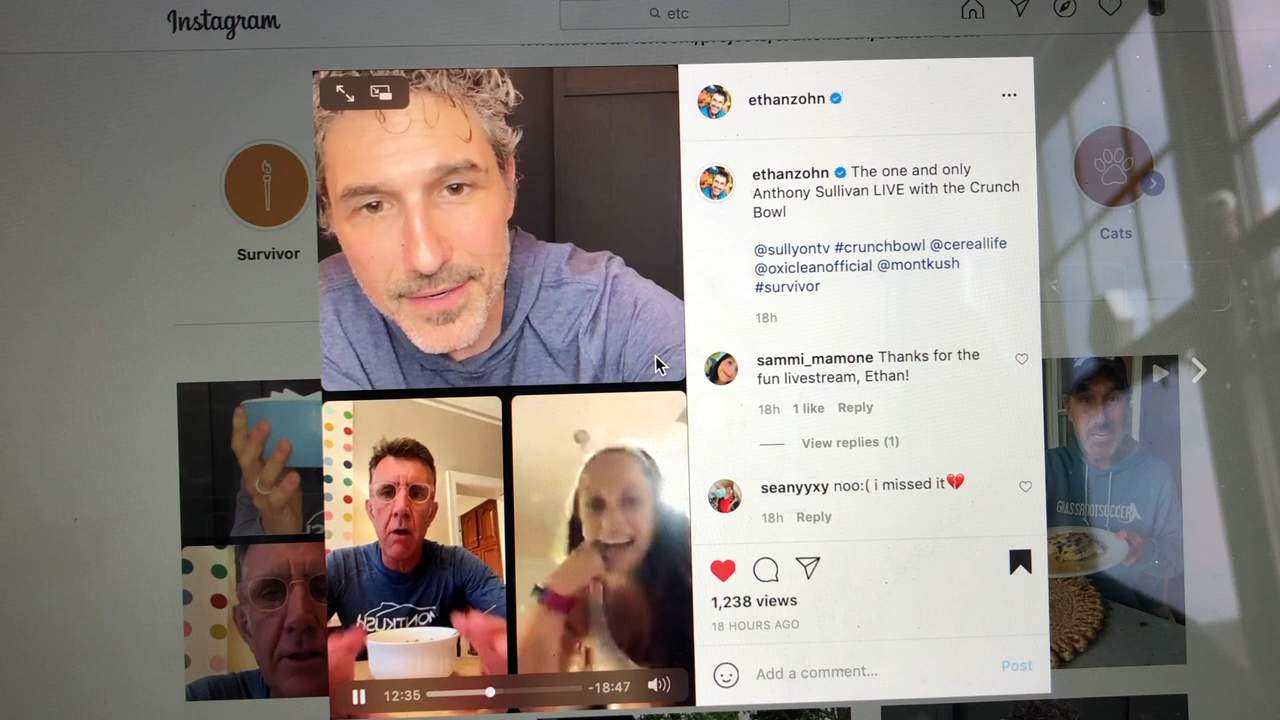 Instagram
etc
Survivor
Cats
ethanzohn
ethanzohn The one and only
Anthony Sullivan LIVE with the Crunch
Bowl
@sullyontv #crunchbowl @cereallife
@oxicleanofficial @montkush
#survivor
18h
sammi_mamone Thanks for the
fun livestream, Ethan!
18h 1 like Reply
View replies (1)
seanyyxy noo:( i missed it💔
18h Reply
1,238 views
18 HOURS AGO
Add a comment...
Post
12:35
-18:47
MONTKUSH
GRASSROOTSOCCER